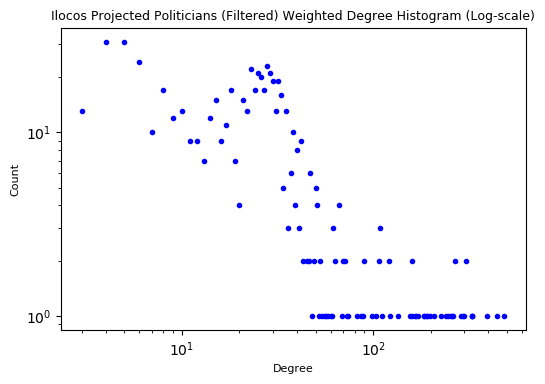 Ilocos Projected Politicians (Filtered) Weighted Degree Histogram (Log-scale)
10¹
10⁰
Count
10¹ 10²
Degree